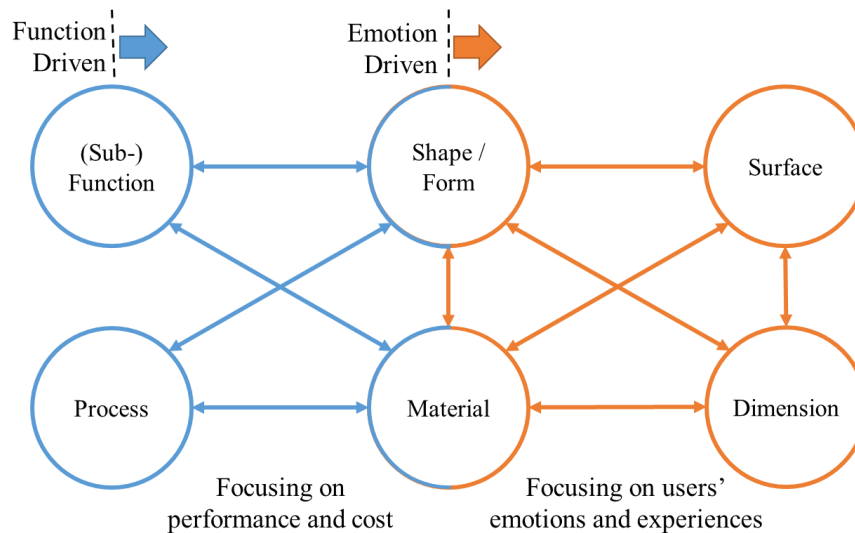 Function
Driven
Emotion
Driven
(Sub-)
Function
Shape /
Form
Surface
Process
Material
Dimension
Focusing on
performance and cost
Focusing on users’
emotions and experiences